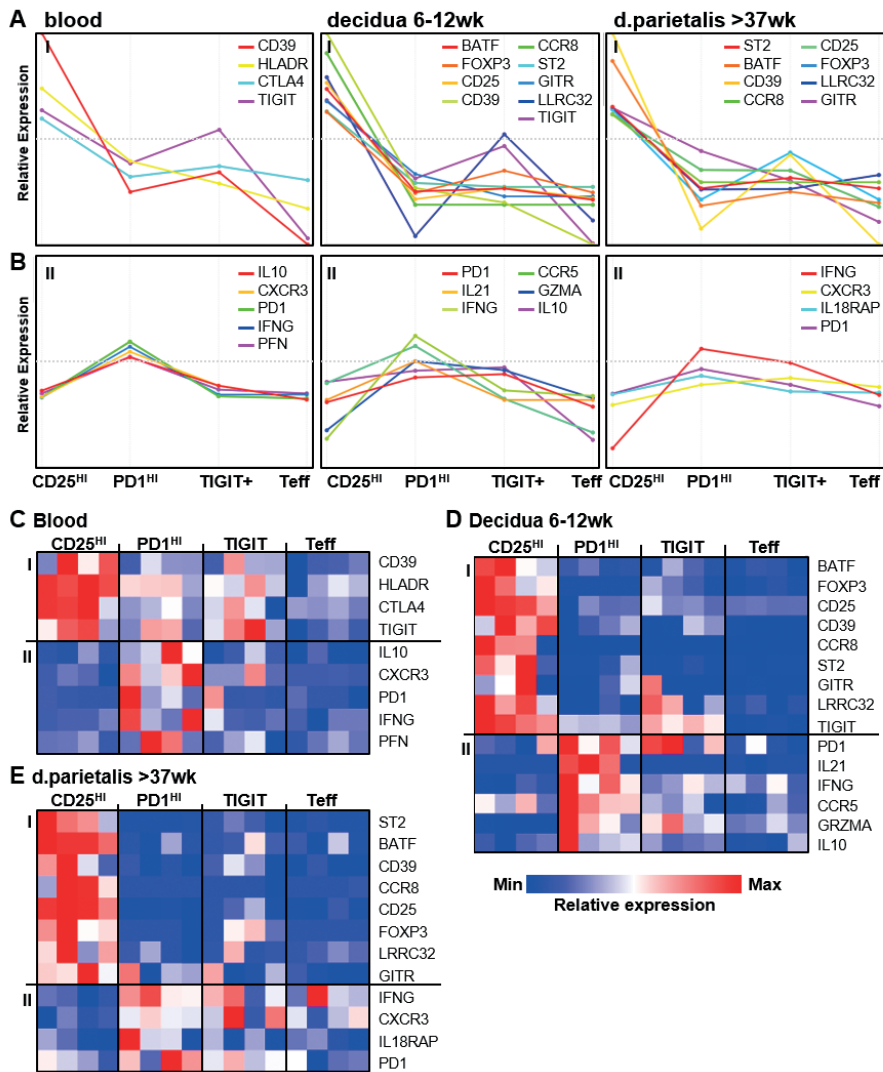 A blood decidua 6-12wk d.parietalis >37wk
Relative Expression
I
CD39
HLADR
CTLA4
TIGIT
I
BATF CCR8
FOXP3 ST2
CD25 GITR
CD39 LLRC32
TIGIT
I
ST2 CD25
BATF FOXP3
CD39 LLRC32
CCR8 GITR
B
Relative Expression
II
IL10
CXCR3
PD1
IFNG
PFN
II
PD1 CCR5
IL21 GZMA
IFNG IL10
II
IFNG
CXCR3
IL18RAP
PD1
CD25HI PD1HI TIGIT+ Teff CD25HI PD1HI TIGIT+ Teff CD25HI PD1HI TIGIT+ Teff
C Blood
CD25HI PD1HI TIGIT Teff
I
CD39
HLADR
CTLA4
TIGIT
II
IL10
CXCR3
PD1
IFNG
PFN
D Decidua 6-12wk
CD25HI PD1HI TIGIT Teff
I
BATF
FOXP3
CD25
CD39
CCR8
ST2
GITR
LRRC32
TIGIT
II
PD1
IL21
IFNG
CCR5
GRZMA
IL10
Min Max
Relative expression
E d.parietalis >37wk
CD25HI PD1HI TIGIT Teff
I
ST2
BATF
CD39
CCR8
CD25
FOXP3
LRRC32
GITR
II
IFNG
CXCR3
IL18RAP
PD1